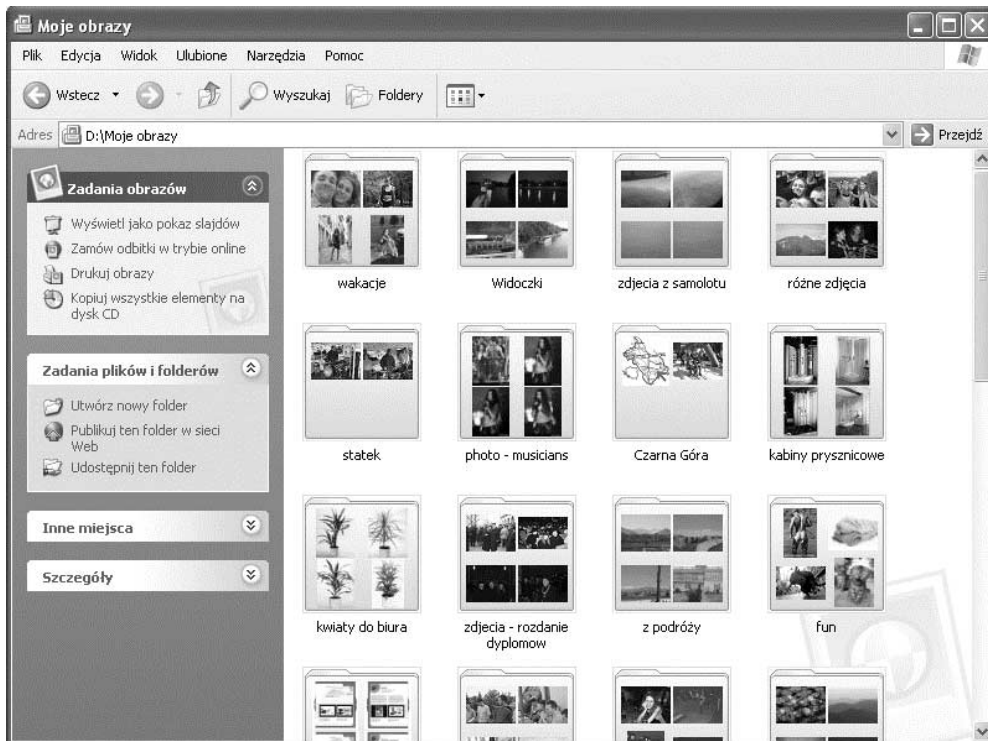 Moje obrazy
Plik Edycja Widok Ulubione Narzędzia Pomoc
Wstecz Wyszukaj Foldery
Adres D:\Moje obrazy Przejdź
Zadania obrazów
Wyświetl jako pokaz slajdów
Zamów odbitki w trybie online
Drukuj obrazy
Kopiuj wszystkie elementy na
dysk CD
Zadania plików i folderów
Utwórz nowy folder
Publikuj ten folder w sieci
Web
Udostępnij ten folder
Inne miejsca
Szczegóły
wakacje Widoczki zdjecia z samolotu różne zdjęcia
statek photo - musicians Czarna Góra kabiny prysznicowe
kwiaty do biura zdjecia - rozdanie
dyplomow z podróży fun